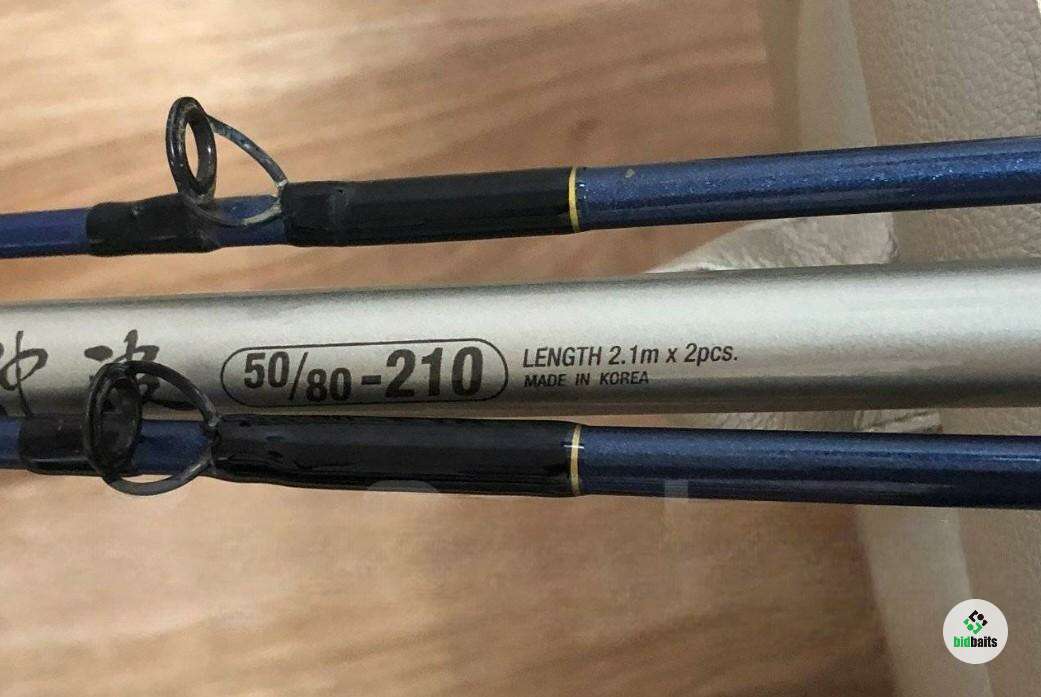 50/80-210
LENGTH 2.1m x 2pcs.
MADE IN KOREA
bidbaits